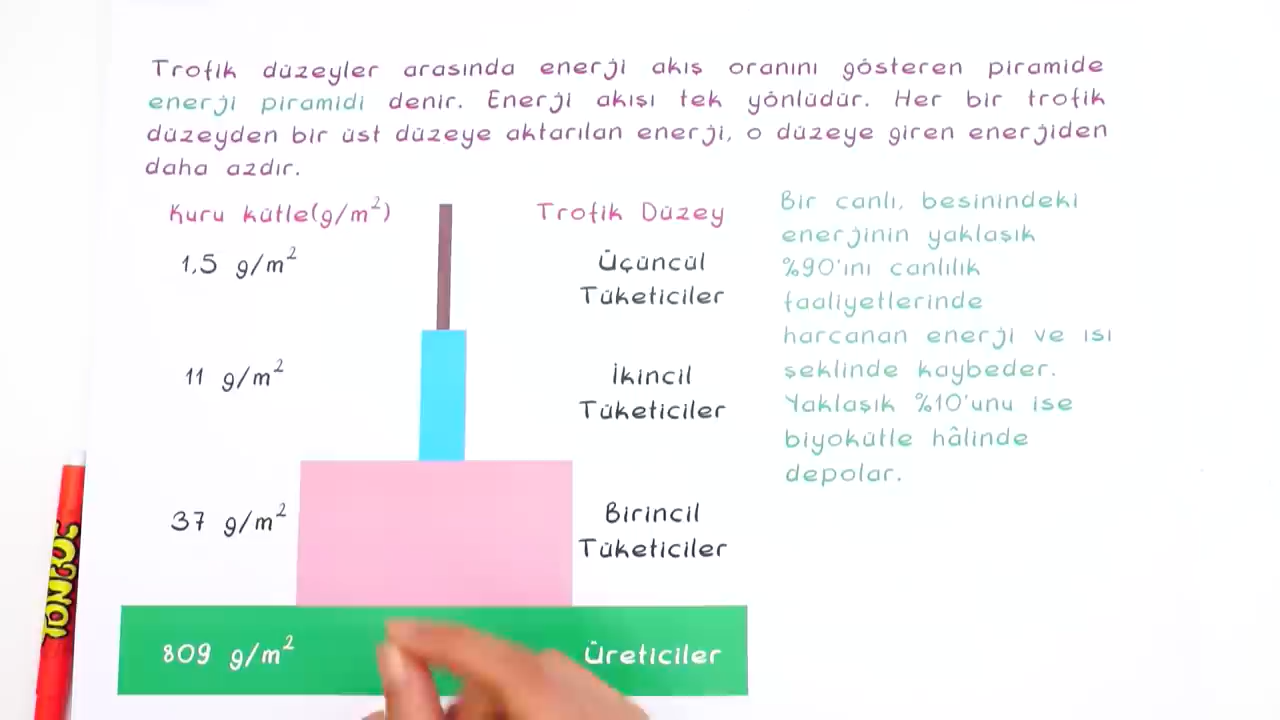 Trofik düzeyler arasında enerji akış oranını gösteren piramide
enerji piramidi denir. Enerji akışı tek yönlüdür. Her bir trofik
düzeyden bir üst düzeye aktarılan enerji, o düzeye giren enerjiden
daha azdır.
Kuru kütle(g/m²)
Trofik Düzey
1,5 g/m²
Üçüncül
Tüketiciler
11 g/m²
İkincil
Tüketiciler
37 g/m²
Birincil
Tüketiciler
809 g/m²
Üreticiler
Bir canlı, besinindeki
enerjinin yaklaşık
%90'ını canlılık
faaliyetlerinde
harcanan enerji ve ısı
şeklinde kaybeder.
Yaklaşık %10'unu ise
biyokütle hâlinde
depolar.
TONGUÇ